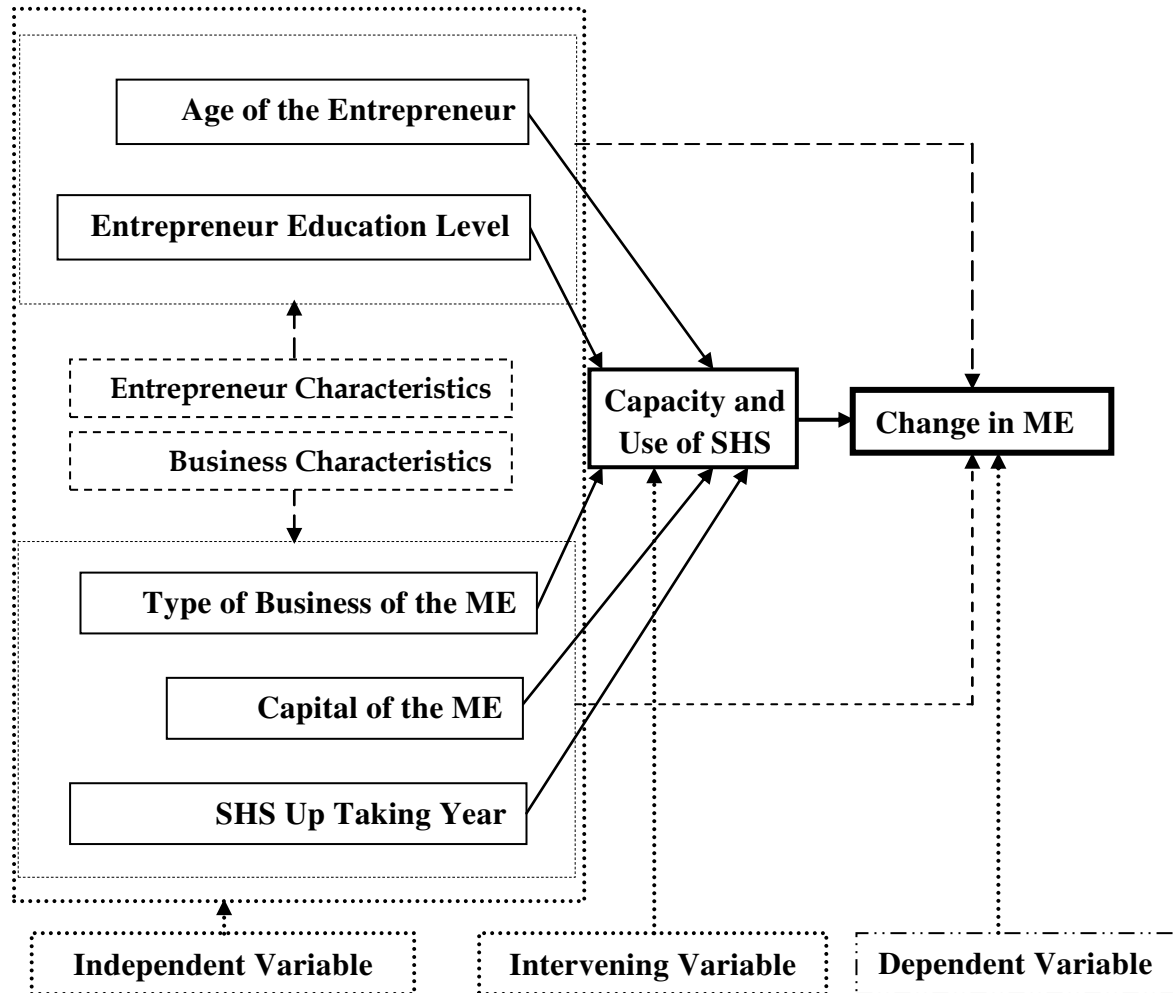 Age of the Entrepreneur
Entrepreneur Education Level
Entrepreneur Characteristics
Business Characteristics
Capacity and
Use of SHS
Change in ME
Type of Business of the ME
Capital of the ME
SHS Up Taking Year
Independent Variable
Intervening Variable
Dependent Variable